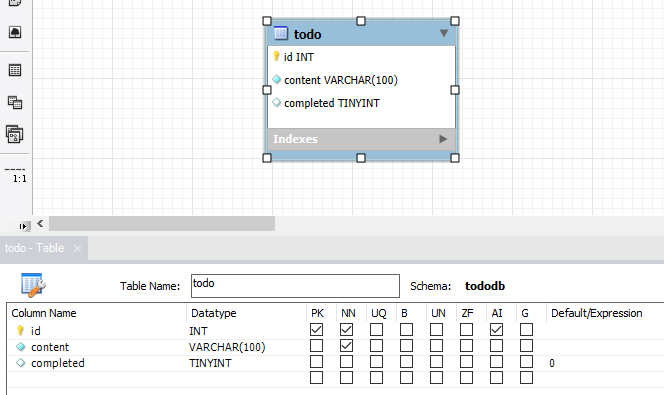 todo
id INT
content VARCHAR(100)
completed TINYINT
Indexes
1:1
todo - Table
Table Name: todo Schema: tododb
Column Name Datatype PK NN UQ B UN ZF AI G Default/Expression
id INT
content VARCHAR(100)
completed TINYINT 0